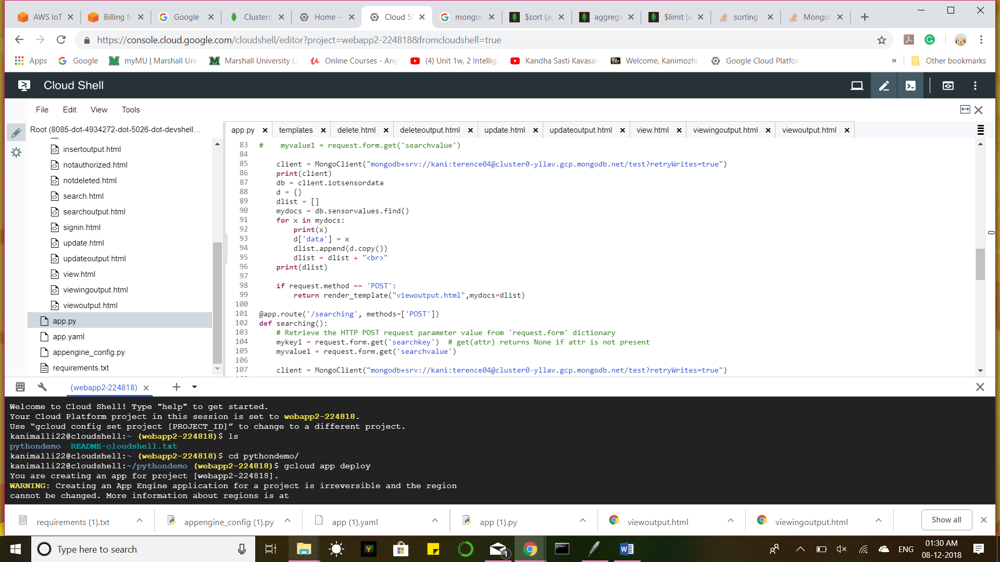 AWS IoT
Billing M
Google
Clusters
Home –
Cloud S
mongo
$sort (a
aggrega
$limit (a
sorting -
Mongo
https://console.cloud.google.com/cloudshell/editor?project=webapp2-224818&fromcloudshell=true
Apps
Google
myMU | Marshall Uni
Marshall University Li
Online Courses - Any
(4) Unit 1w, 2 Intellig
Kandha Sasti Kavasan
Bb
Welcome, Kanimozhi
Google Cloud Platfor
»
Other bookmarks
Cloud Shell
File
Edit
View
Tools
Root (8085-dot-4934272-dot-5026-dot-devshell...
insertoutput.html
notauthorized.html
notdeleted.html
search.html
searchoutput.html
signin.html
update.html
updateoutput.html
view.html
viewingoutput.html
viewoutput.html
app.py
app.yaml
appengine_config.py
requirements.txt
app.py
templates
delete.html
deleteoutput.html
update.html
updateoutput.html
view.html
viewingoutput.html
viewoutput.html
83 #    myvalue1 = request.form.get('searchvalue')
84
85     client = MongoClient("mongodb+srv://kani:terence04@cluster0-yllav.gcp.mongodb.net/test?retryWrites=true")
86     print(client)
87     db = client.iotsensordata
88     d = {}
89     dlist = []
90     mydocs = db.sensorvalues.find()
91     for x in mydocs:
92         print(x)
93         d['data'] = x
94         dlist.append(d.copy())
95         dlist = dlist + "<br>"
96     print(dlist)
97
98     if request.method == 'POST':
99         return render_template("viewoutput.html",mydocs=dlist)
100
101 @app.route('/searching', methods=['POST'])
102 def searching():
103     # Retrieve the HTTP POST request parameter value from 'request.form' dictionary
104     mykey1 = request.form.get('searchkey')  # get(attr) returns None if attr is not present
105     myvalue1 = request.form.get('searchvalue')
106
107     client = MongoClient("mongodb+srv://kani:terence04@cluster0-yllav.gcp.mongodb.net/test?retryWrites=true")
(webapp2-224818)
Welcome to Cloud Shell! Type "help" to get started.
Your Cloud Platform project in this session is set to webapp2-224818.
Use “gcloud config set project [PROJECT_ID]” to change to a different project.
kanimalli22@cloudshell:~ (webapp2-224818)$ ls
pythondemo  README-cloudshell.txt
kanimalli22@cloudshell:~ (webapp2-224818)$ cd pythondemo/
kanimalli22@cloudshell:~/pythondemo (webapp2-224818)$ gcloud app deploy
You are creating an app for project [webapp2-224818].
WARNING: Creating an App Engine application for a project is irreversible and the region
cannot be changed. More information about regions is at
requirements (1).txt
appengine_config (1).py
app (1).yaml
app (1).py
viewoutput.html
viewingoutput.html
Show all
Type here to search
1
ENG
01:30 AM
08-12-2018